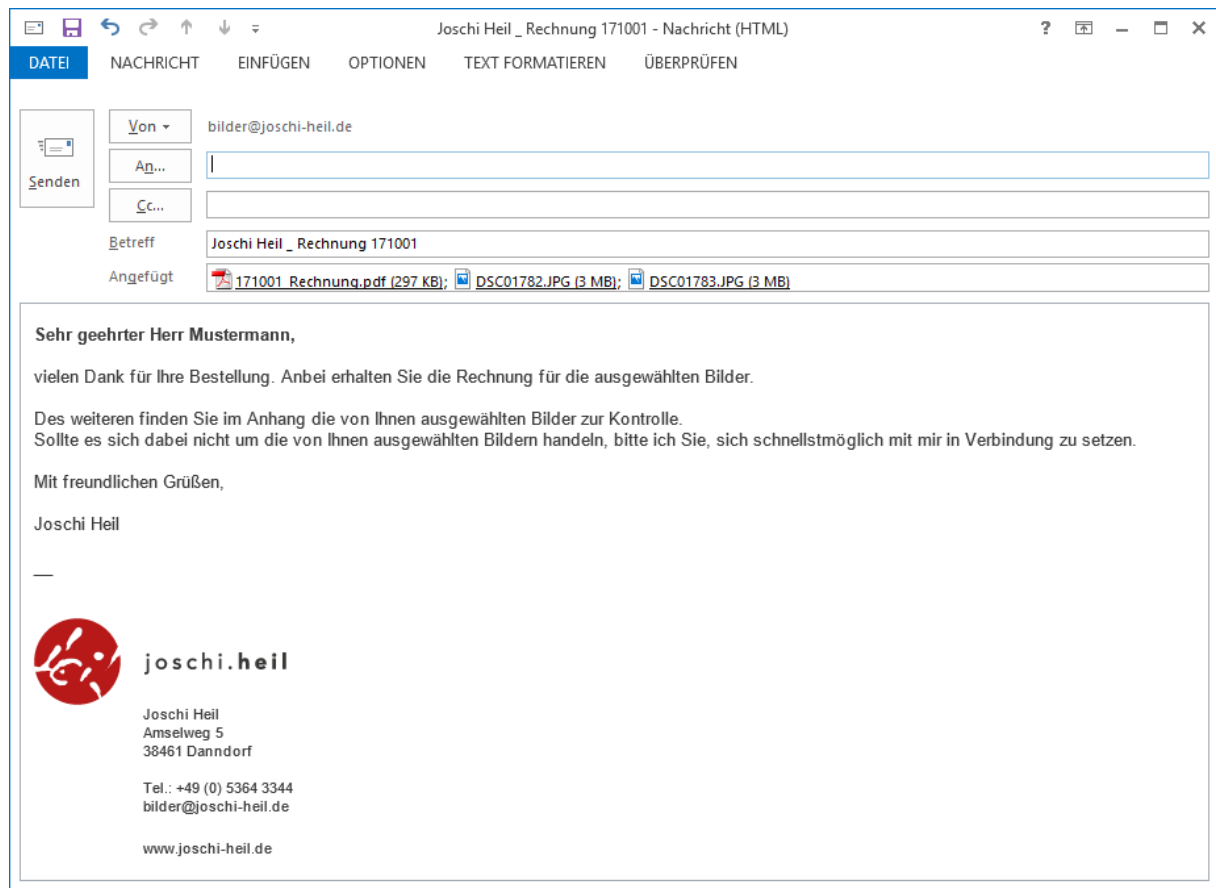 Joschi Heil _ Rechnung 171001 - Nachricht (HTML)
DATEI NACHRICHT EINFÜGEN OPTIONEN TEXT FORMATIEREN ÜBERPRÜFEN
Senden
Von bilder@joschi-heil.de
An...
Cc...
Betreff Joschi Heil _ Rechnung 171001
Angefügt 171001_Rechnung.pdf (297 KB); DSC01782.JPG (3 MB); DSC01783.JPG (3 MB)
Sehr geehrter Herr Mustermann,
vielen Dank für Ihre Bestellung. Anbei erhalten Sie die Rechnung für die ausgewählten Bilder.
Des weiteren finden Sie im Anhang die von Ihnen ausgewählten Bilder zur Kontrolle.
Sollte es sich dabei nicht um die von Ihnen ausgewählten Bildern handeln, bitte ich Sie, sich schnellstmöglich mit mir in Verbindung zu setzen.
Mit freundlichen Grüßen,
Joschi Heil
—
joschi.heil
Joschi Heil
Amselweg 5
38461 Danndorf
Tel.: +49 (0) 5364 3344
bilder@joschi-heil.de
www.joschi-heil.de